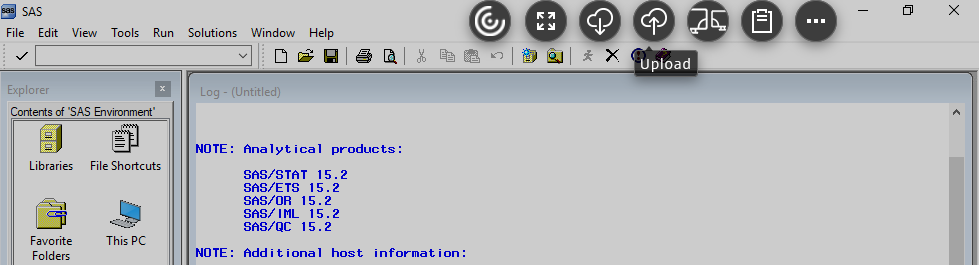 sas SAS
File Edit View Tools Run Solutions Window Help
Upload
Explorer
Contents of 'SAS Environment'
Libraries
File Shortcuts
Favorite
Folders
This PC
Log - (Untitled)
NOTE: Analytical products:
SAS/STAT 15.2
SAS/ETS 15.2
SAS/OR 15.2
SAS/IML 15.2
SAS/QC 15.2
NOTE: Additional host information: